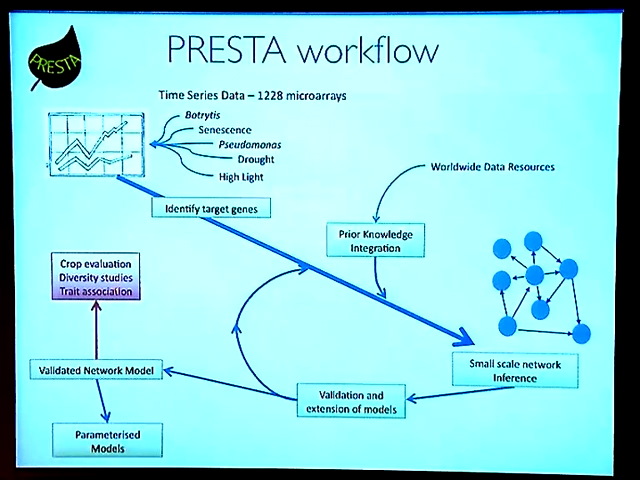 PRESTA
PRESTA workflow
Time Series Data – 1228 microarrays
Botrytis
Senescence
Pseudomonas
Drought
High Light
Worldwide Data Resources
Identify target genes
Prior Knowledge
Integration
Crop evaluation
Diversity studies
Trait association
Small scale network
Inference
Validated Network Model
Validation and
extension of models
Parameterised
Models